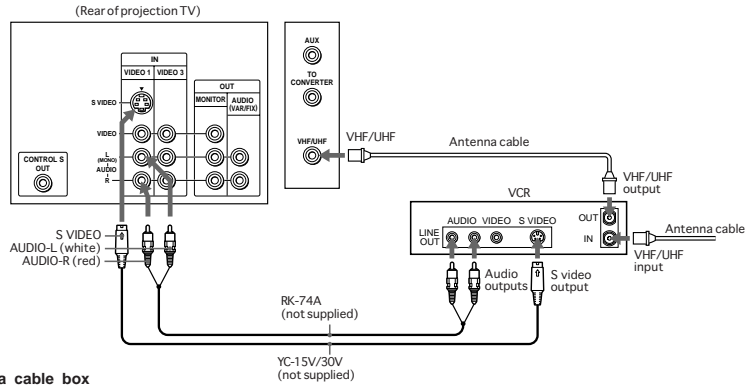 (Rear of projection TV)
IN
VIDEO 1 VIDEO 3
S VIDEO
VIDEO
L
(MONO)
AUDIO
R
OUT
MONITOR
AUDIO
(VAR/FIX)
CONTROL S
OUT
AUX
TO
CONVERTER
VHF/UHF
VHF/UHF
Antenna cable
VHF/UHF
output
VCR
AUDIO VIDEO S VIDEO
LINE
OUT
OUT
IN
Antenna cable
VHF/UHF
input
S VIDEO
AUDIO-L (white)
AUDIO-R (red)
Audio
outputs
S video
output
RK-74A
(not supplied)
YC-15V/30V
(not supplied)
a cable box